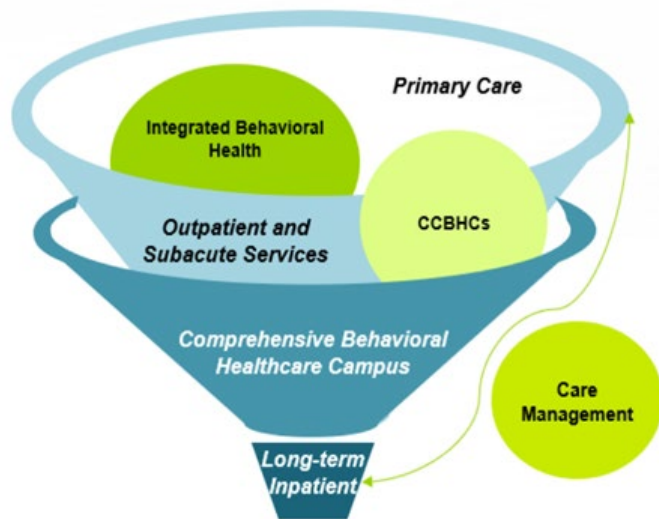 Primary Care
Integrated Behavioral
Health
CCBHCs
Outpatient and
Subacute Services
Comprehensive Behavioral
Healthcare Campus
Care
Management
Long-term
Inpatient